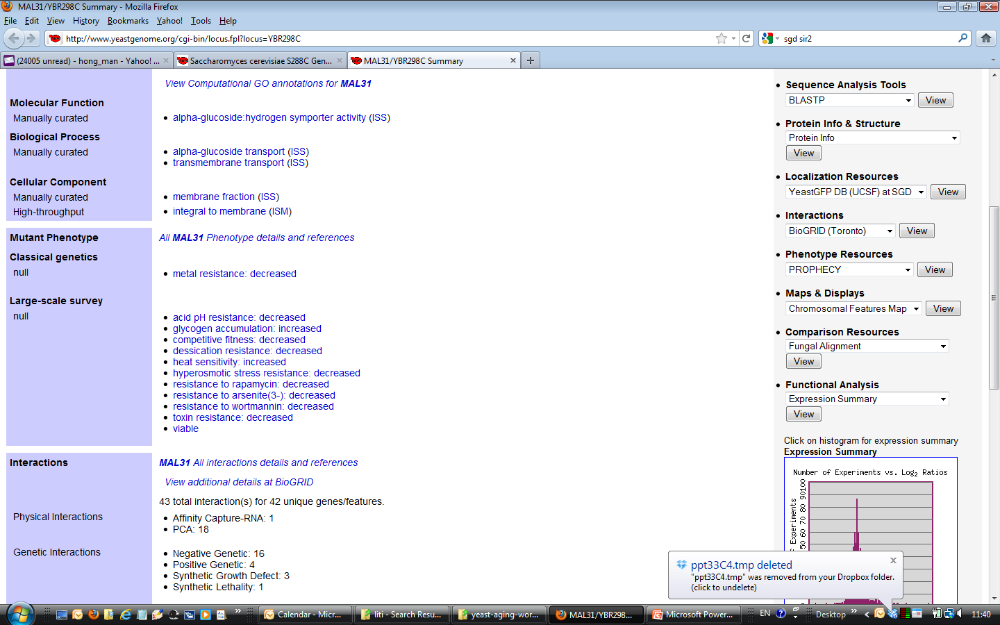 MAL31/YBR298C Summary - Mozilla Firefox
File Edit View History Bookmarks Yahoo! Tools Help
http://www.yeastgenome.org/cgi-bin/locus.fpl?locus=YBR298C
sgd sir2
(24005 unread) - hong_man - Yahoo! ...
Saccharomyces cerevisiae S288C Gen...
MAL31/YBR298C Summary
View Computational GO annotations for MAL31
Molecular Function
Manually curated
alpha-glucoside:hydrogen symporter activity (ISS)
Biological Process
Manually curated
alpha-glucoside transport (ISS)
transmembrane transport (ISS)
Cellular Component
Manually curated
membrane fraction (ISS)
High-throughput
integral to membrane (ISM)
Mutant Phenotype
All MAL31 Phenotype details and references
Classical genetics
null
metal resistance: decreased
Large-scale survey
null
acid pH resistance: decreased
glycogen accumulation: increased
competitive fitness: decreased
dessication resistance: decreased
heat sensitivity: increased
hyperosmotic stress resistance: decreased
resistance to rapamycin: decreased
resistance to arsenite(3-): decreased
resistance to wortmannin: decreased
toxin resistance: decreased
viable
Interactions
MAL31 All interactions details and references
View additional details at BioGRID
43 total interaction(s) for 42 unique genes/features.
Physical Interactions
Affinity Capture-RNA: 1
PCA: 18
Genetic Interactions
Negative Genetic: 16
Positive Genetic: 4
Synthetic Growth Defect: 3
Synthetic Lethality: 1
Sequence Analysis Tools
BLASTP View
Protein Info & Structure
Protein Info
View
Localization Resources
YeastGFP DB (UCSF) at SGD View
Interactions
BioGRID (Toronto) View
Phenotype Resources
PROPHECY View
Maps & Displays
Chromosomal Features Map View
Comparison Resources
Fungal Alignment
View
Functional Analysis
Expression Summary
View
Click on histogram for expression summary
Expression Summary
Number of Experiments vs. Log2 Ratios
50 60 70 80 90 100
Experiments
ppt33C4.tmp deleted
"ppt33C4.tmp" was removed from your Dropbox folder.
(click to undelete)
Calendar - Micr...
liti - Search Resu...
yeast-aging-wor...
MAL31/YBR298...
Microsoft Power...
EN
Desktop
11:40